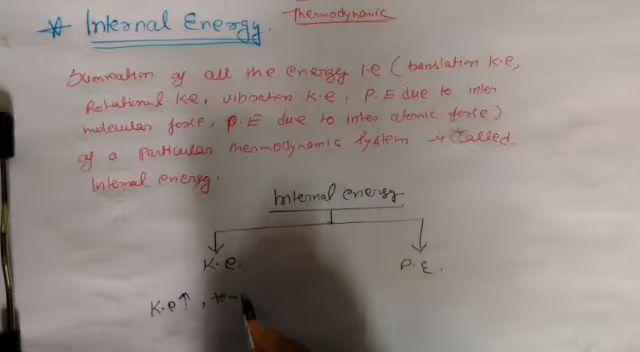 Thermodynamic
* Internal Energy.
Summation of all the energy i.e ( translation K.e,
Rotational K.e, vibration K.e, P.E due to inter
molecular force, P.E due to inter atomic force)
of a particular thermodynamic system is called
Internal energy.
Internal energy
K.e. P.E.
K.e↑, tem